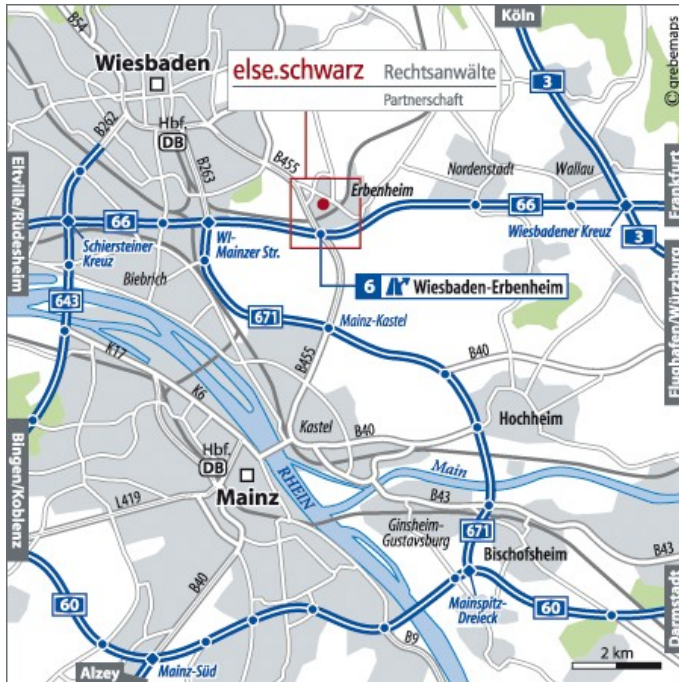 Köln
B54
Wiesbaden
else.schwarz Rechtsanwälte
Partnerschaft
©grebemaps
3
B262
Hbf.
DB
B263
B455
Erbenheim
Nordenstadt
Wallau
Eltville/Rüdesheim
Frankfurt
66
66
Schiersteiner
Kreuz
WI-
Mainzer Str.
Wiesbadener Kreuz
3
Biebrich
6 Wiesbaden-Erbenheim
643
671
Mainz-Kastel
Flughafen/Würzburg
K17
B455
B40
K6
Kastel
B40
Hochheim
Bingen/Koblenz
Hbf.
DB
Mainz
RHEIN
Main
L419
B43
Ginsheim-
Gustavsburg
671
Bischofsheim
B43
B40
60
Mainspitz-
Dreieck
60
Darmstadt
B9
Alzey
Mainz-Süd
2 km